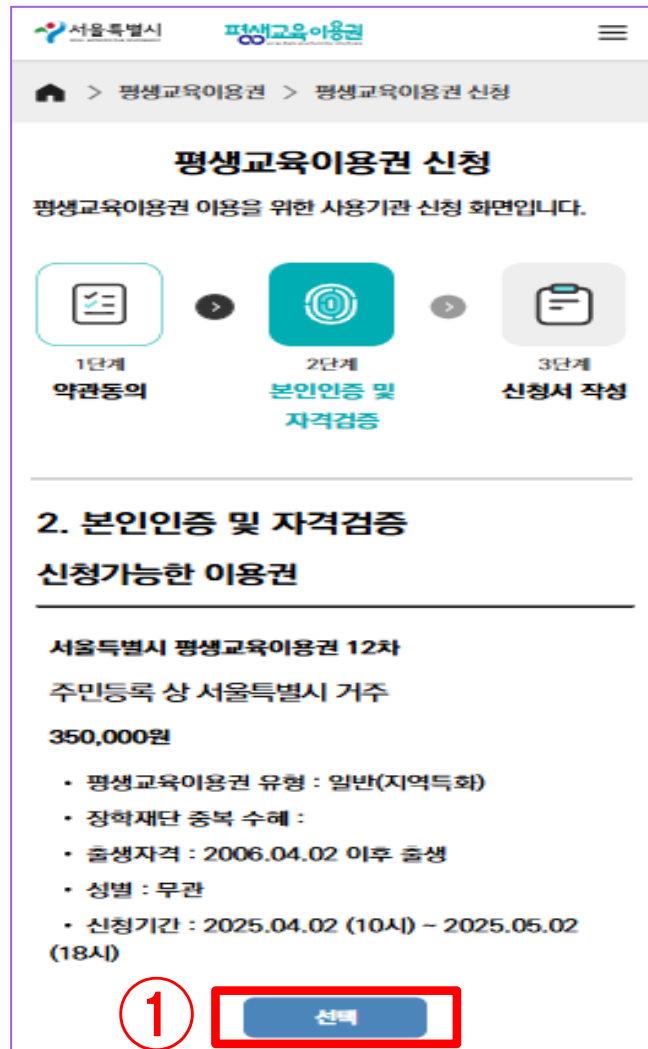 서울특별시 평생교육이용권
> 평생교육이용권 > 평생교육이용권 신청
평생교육이용권 신청
평생교육이용권 이용을 위한 사용기관 신청 화면입니다.
1단계 2단계 3단계
약관동의 본인인증 및 신청서 작성
자격검증
2. 본인인증 및 자격검증
신청가능한 이용권
서울특별시 평생교육이용권 12차
주민등록 상 서울특별시 거주
350,000원
• 평생교육이용권 유형 : 일반(지역특화)
• 장학재단 중복 수혜 :
• 출생자격 : 2006.04.02 이후 출생
• 성별 : 무관
• 신청기간 : 2025.04.02 (10시) ~ 2025.05.02
(18시)
① 선택